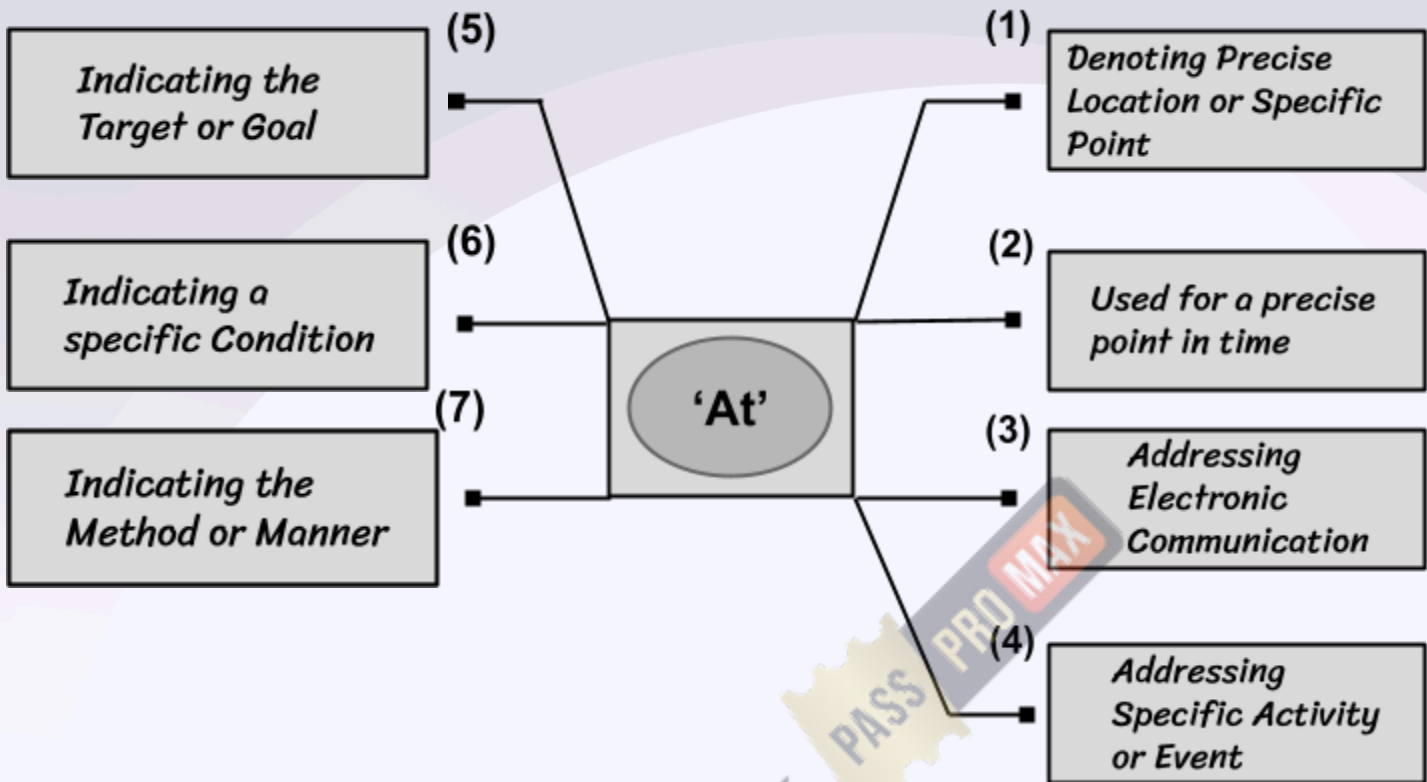 (5)
Indicating the
Target or Goal
(6)
Indicating a
specific Condition
(7)
Indicating the
Method or Manner
'At'
(1)
Denoting Precise
Location or Specific
Point
(2)
Used for a precise
point in time
(3)
Addressing
Electronic
Communication
(4)
Addressing
Specific Activity
or Event
PASS PRO MAX